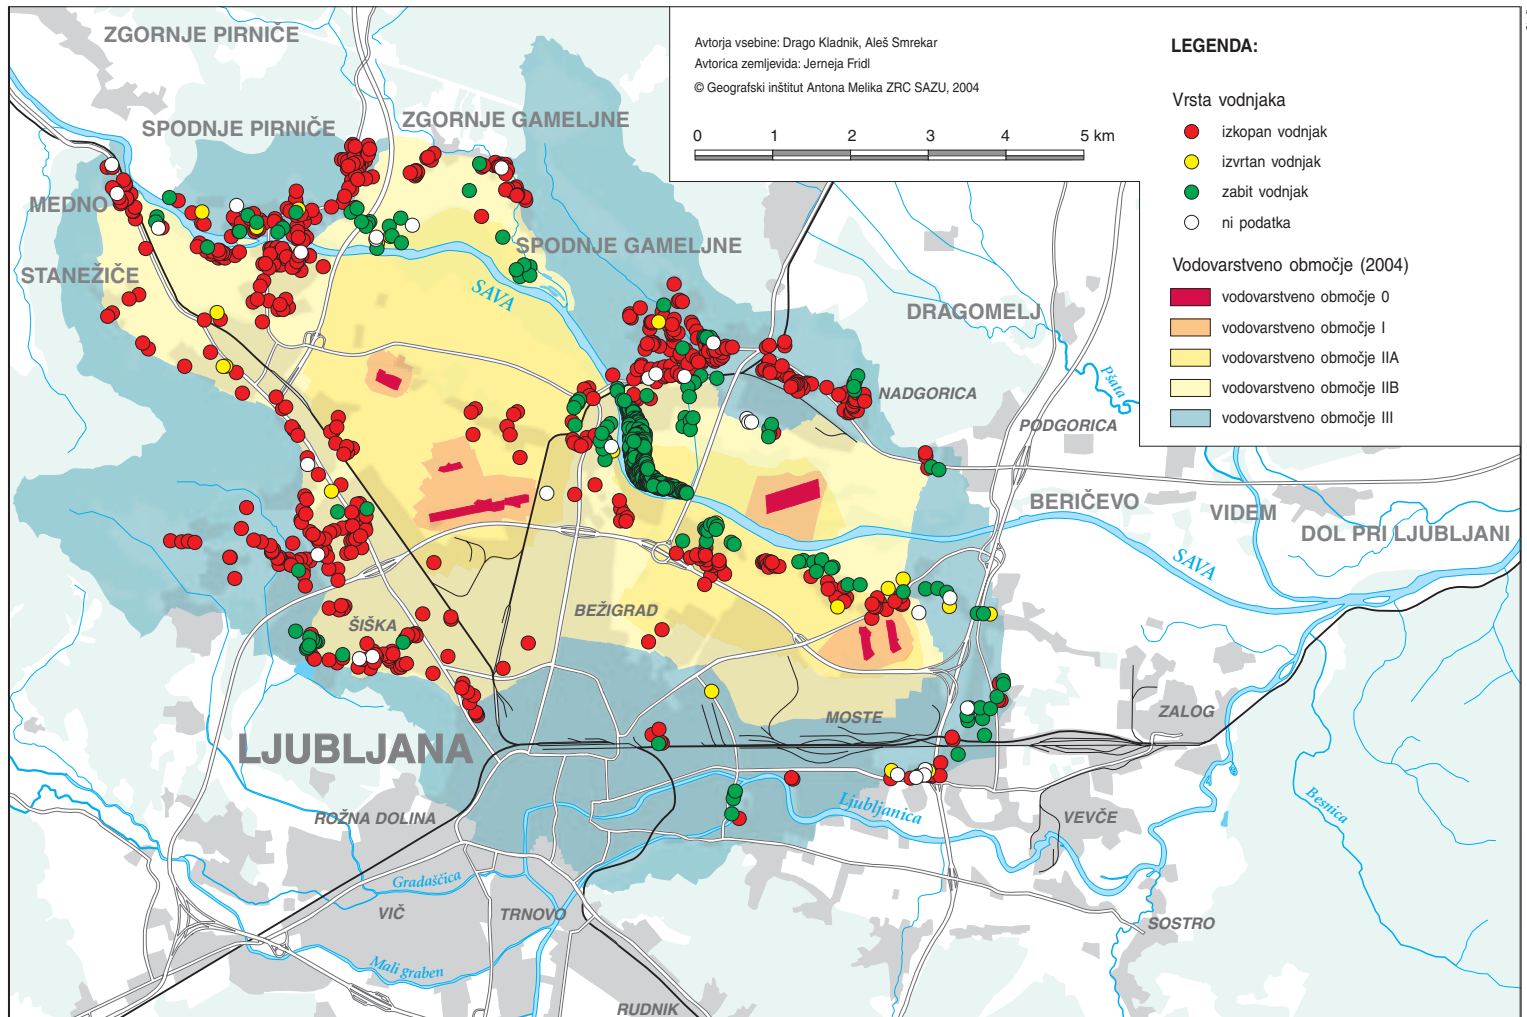 ZGORNJE PIRNIČE
SPODNJE PIRNIČE
ZGORNJE GAMELJNE
Avtorja vsebine: Drago Kladnik, Aleš Smrekar
Avtorica zemljevida: Jerneja Fridl
© Geografski inštitut Antona Melika ZRC SAZU, 2004
0 1 2 3 4 5 km
LEGENDA:
Vrsta vodnjaka
izkopan vodnjak
izvrtan vodnjak
zabit vodnjak
ni podatka
Vodovarstveno območje (2004)
vodovarstveno območje 0
vodovarstveno območje I
vodovarstveno območje IIA
vodovarstveno območje IIB
vodovarstveno območje III
MEDNO
STANEŽIČE
SPODNJE GAMELJNE
SAVA
DRAGOMELJ
Pšata
NADGORICA
PODGORICA
BERIČEVO
VIDEM
DOL PRI LJUBLJANI
SAVA
BEŽIGRAD
ŠIŠKA
MOSTE
ZALOG
LJUBLJANA
Ljubljanica
Besnica
ROŽNA DOLINA
VEVČE
Gradaščica
VIČ
TRNOVO
SOSTRO
Mali graben
RUDNIK